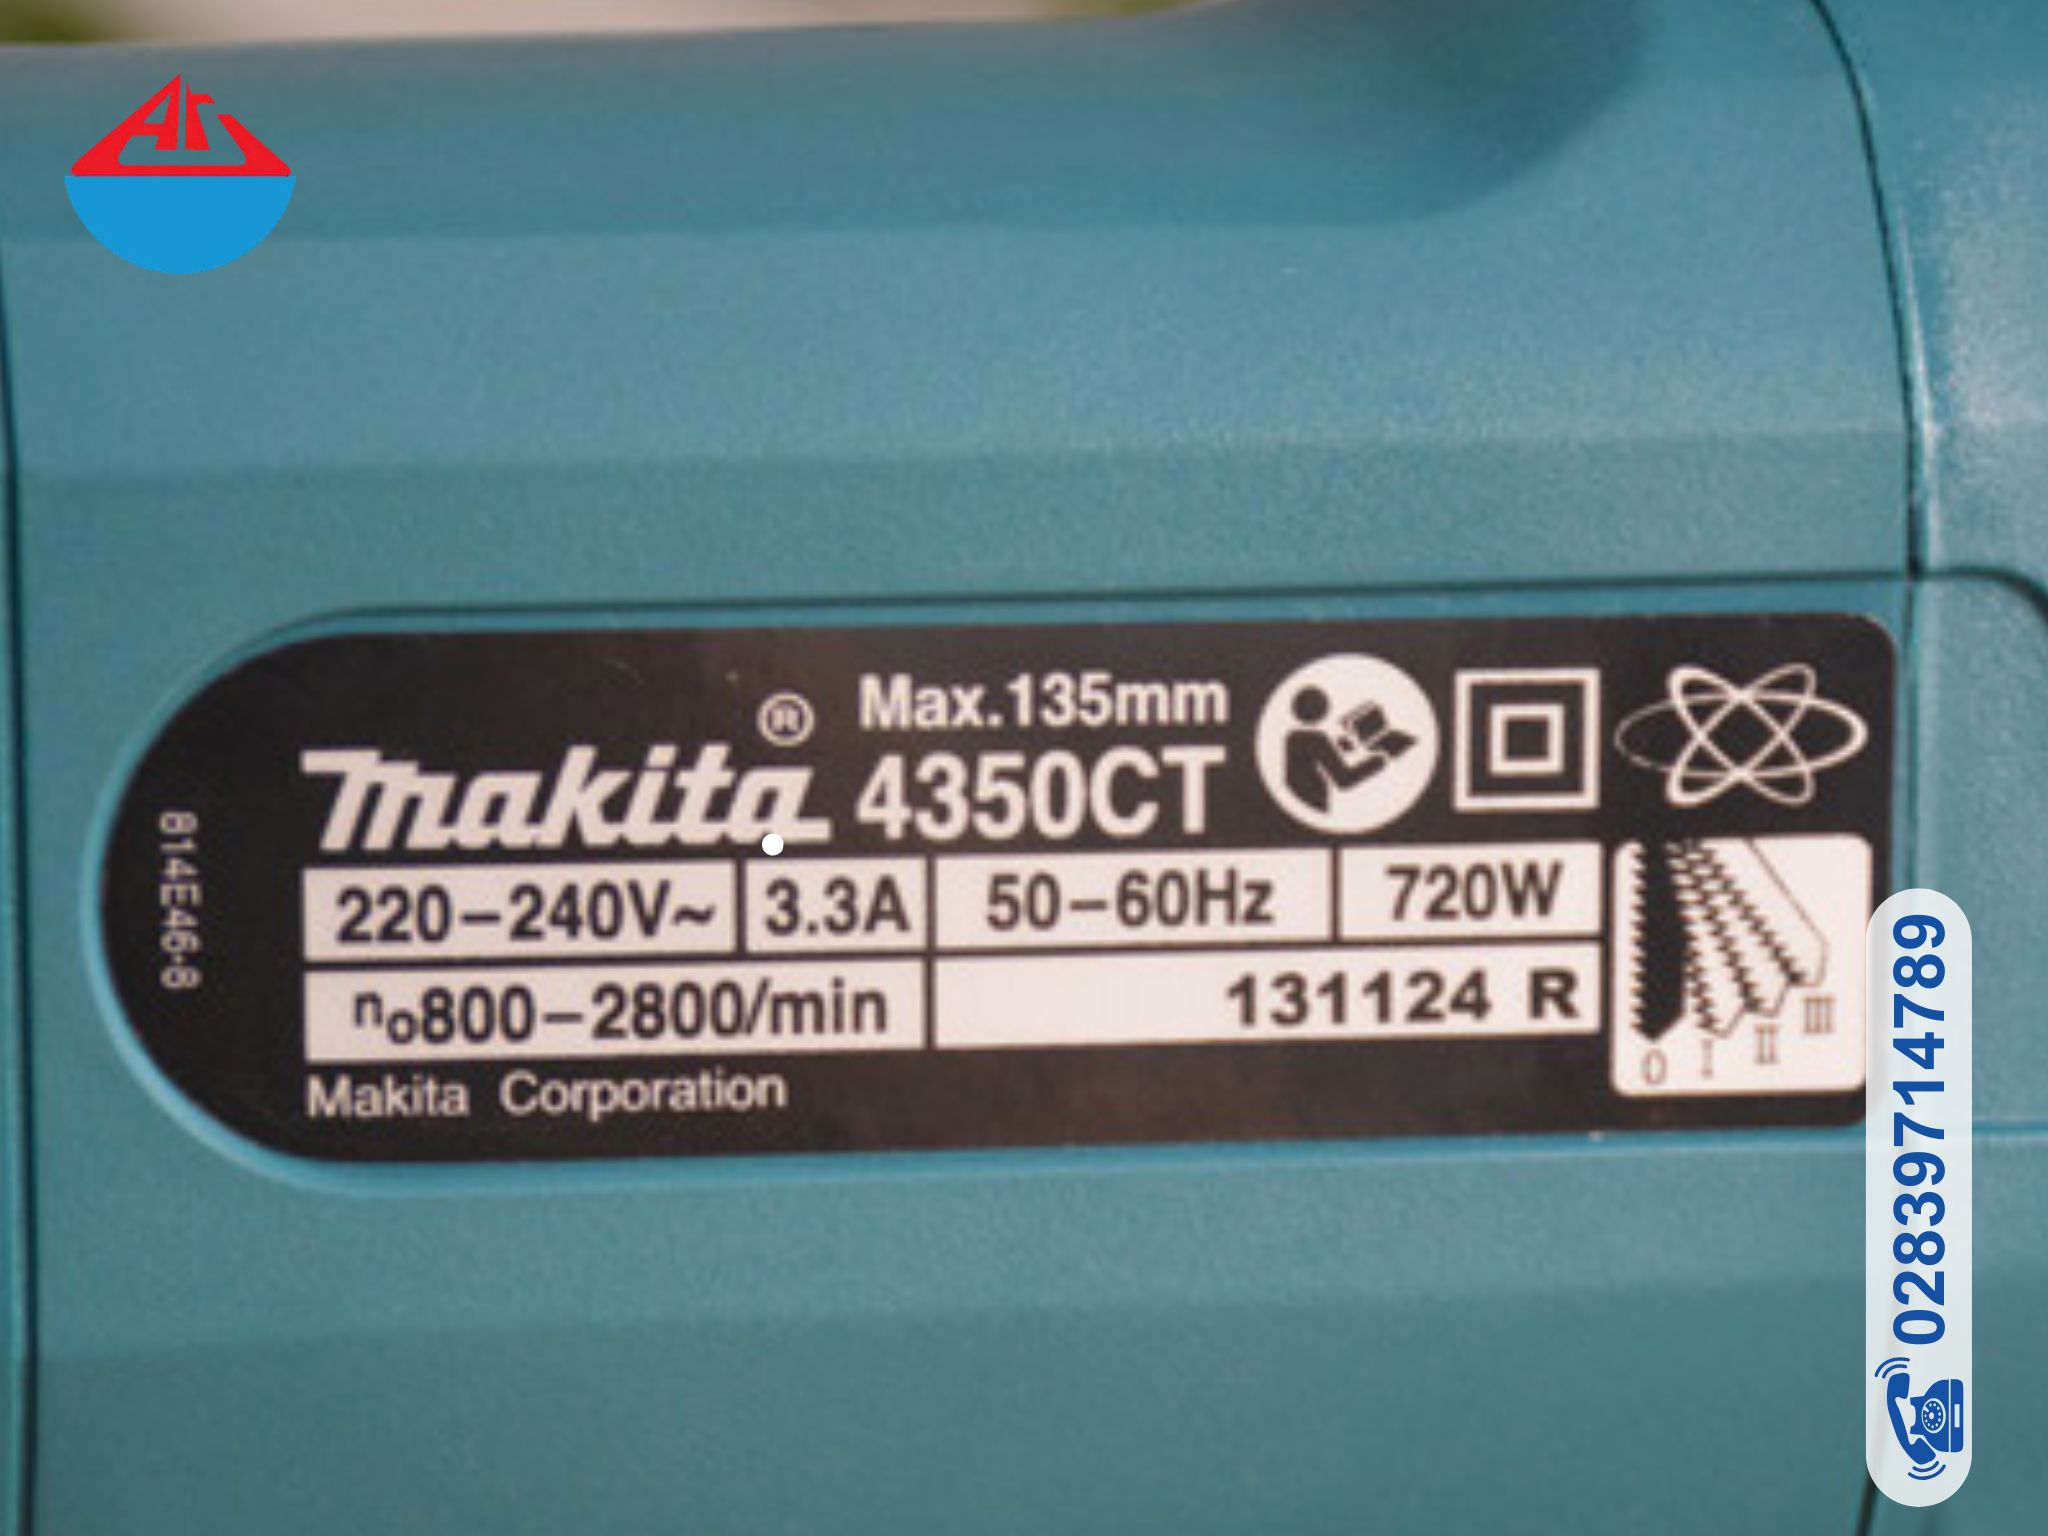 Max.135mm
makita® 4350CT
220–240V~ 3.3A 50–60Hz 720W
n₀800–2800/min 131124 R
0 I II III
Makita Corporation
814E46-8
02839714789